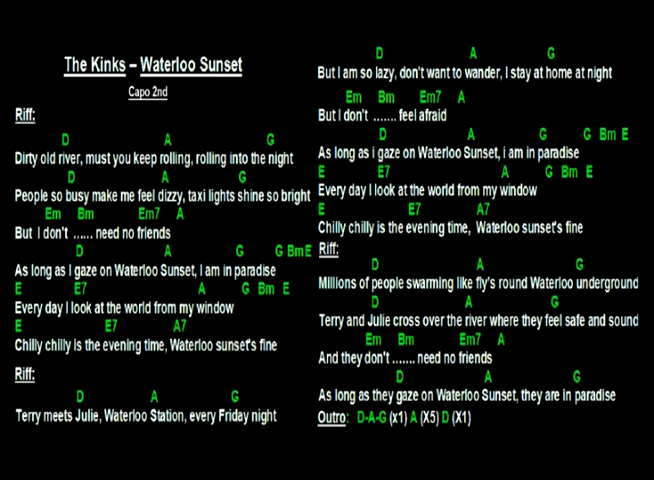 The Kinks – Waterloo Sunset
Capo 2nd
Riff:
D A G
Dirty old river, must you keep rolling, rolling into the night
D A G
People so busy make me feel dizzy, taxi lights shine so bright
Em Bm Em7 A
But I don't ...... need no friends
D A G G Bm E
As long as I gaze on Waterloo Sunset, I am in paradise
E E7 A G Bm E
Every day I look at the world from my window
E E7 A7
Chilly chilly is the evening time, Waterloo sunset's fine
Riff:
D A G
Terry meets Julie, Waterloo Station, every Friday night
D A G
But I am so lazy, don't want to wander, I stay at home at night
Em Bm Em7 A
But I don't ....... feel afraid
D A G G Bm E
As long as i gaze on Waterloo Sunset, i am in paradise
E E7 A G Bm E
Every day I look at the world from my window
E E7 A7
Chilly chilly is the evening time, Waterloo sunset's fine
Riff:
D A G
Millions of people swarming like fly's round Waterloo underground
D A G
Terry and Julie cross over the river where they feel safe and sound
Em Bm Em7 A
And they don't ....... need no friends
D A G
As long as they gaze on Waterloo Sunset, they are in paradise
Outro: D-A-G (x1) A (X5) D (X1)